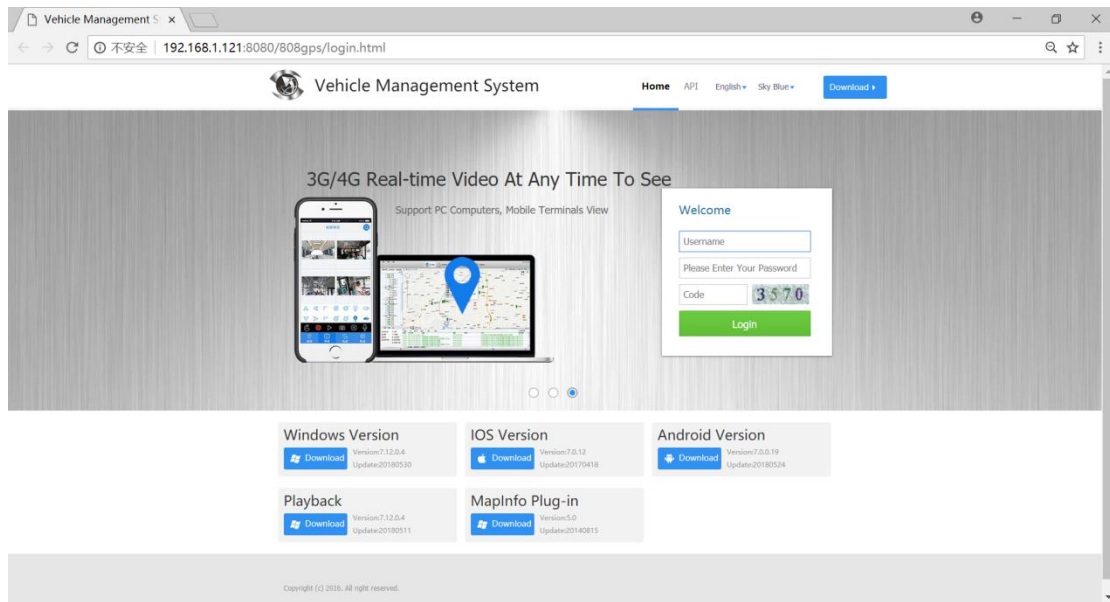 Vehicle Management S
不安全 192.168.1.121:8080/808gps/login.html
Vehicle Management System
Home API English Sky Blue Download
3G/4G Real-time Video At Any Time To See
Support PC Computers, Mobile Terminals View
Welcome
Username
Please Enter Your Password
Code 3570
Login
Windows Version IOS Version Android Version
Download Version:7.12.0.4 Download Version:7.0.12 Download Version:7.0.0.19
Update:20180530 Update:20170418 Update:20180524
Playback MapInfo Plug-in
Download Version:7.12.0.4 Download Version:5.0
Update:20180511 Update:20140815
Copyright (c) 2016. All right reserved.